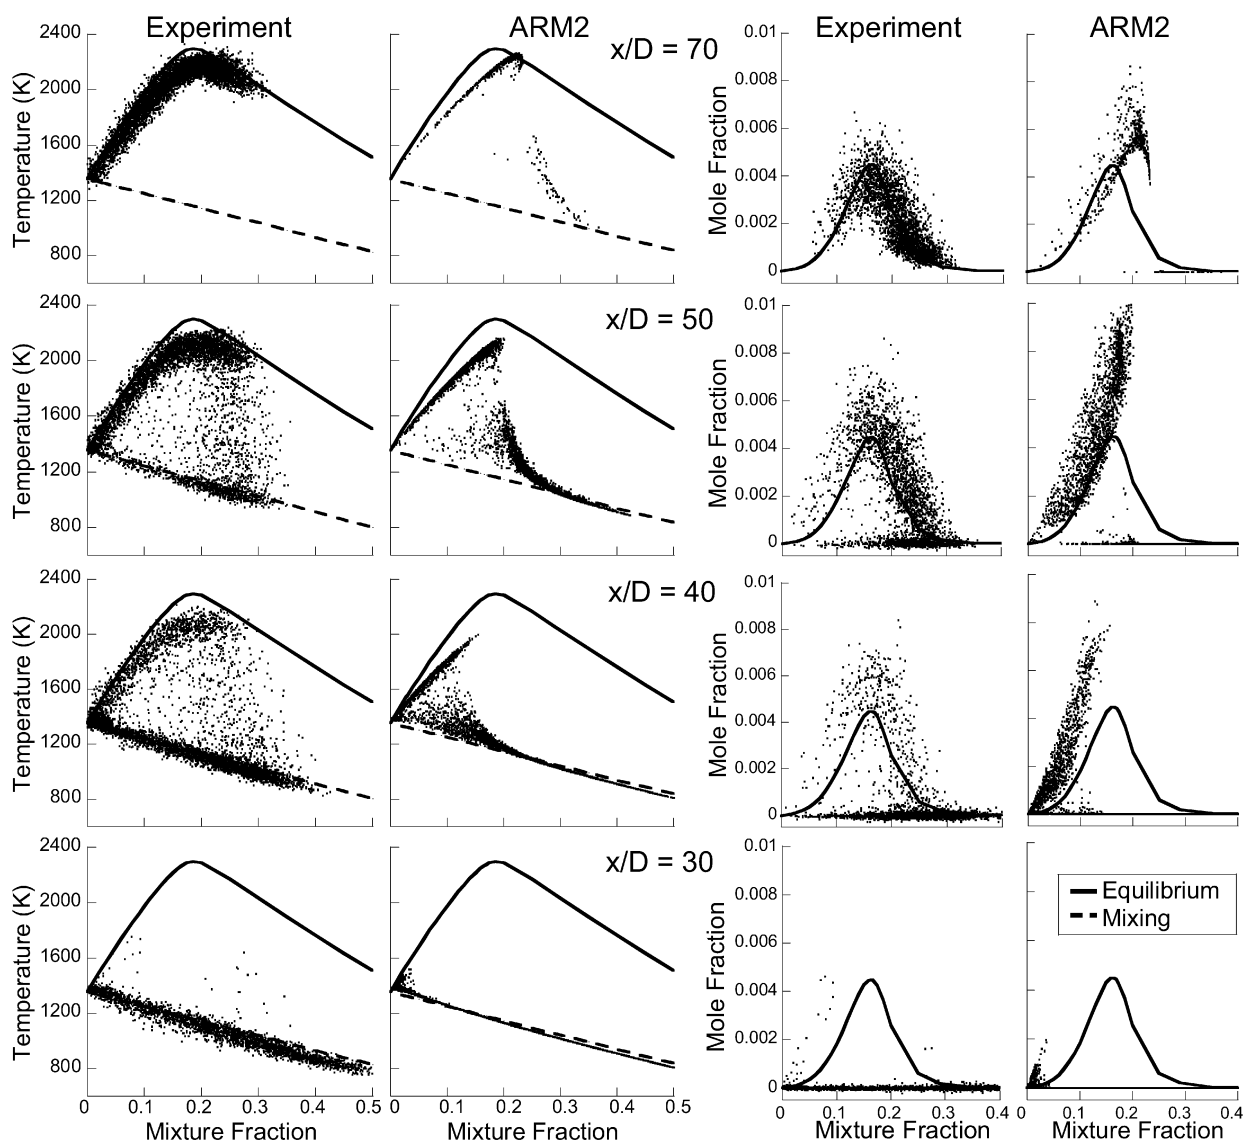 Experiment ARM2 Experiment ARM2
x/D = 70
Temperature (K)
2400
2000
1600
1200
800
Mole Fraction
0.01
0.008
0.006
0.004
0.002
0
x/D = 50
Temperature (K)
2400
2000
1600
1200
800
Mole Fraction
0.01
0.008
0.006
0.004
0.002
0
x/D = 40
Temperature (K)
2400
2000
1600
1200
800
Mole Fraction
0.01
0.008
0.006
0.004
0.002
0
x/D = 30
Temperature (K)
2400
2000
1600
1200
800
Mole Fraction
0.01
0.008
0.006
0.004
0.002
0
Equilibrium
Mixing
0 0.1 0.2 0.3 0.4 0 0.1 0.2 0.3 0.4 0.5 0 0.1 0.2 0.3 0.4 0.1 0.2 0.3 0.4
Mixture Fraction Mixture Fraction Mixture Fraction Mixture Fraction